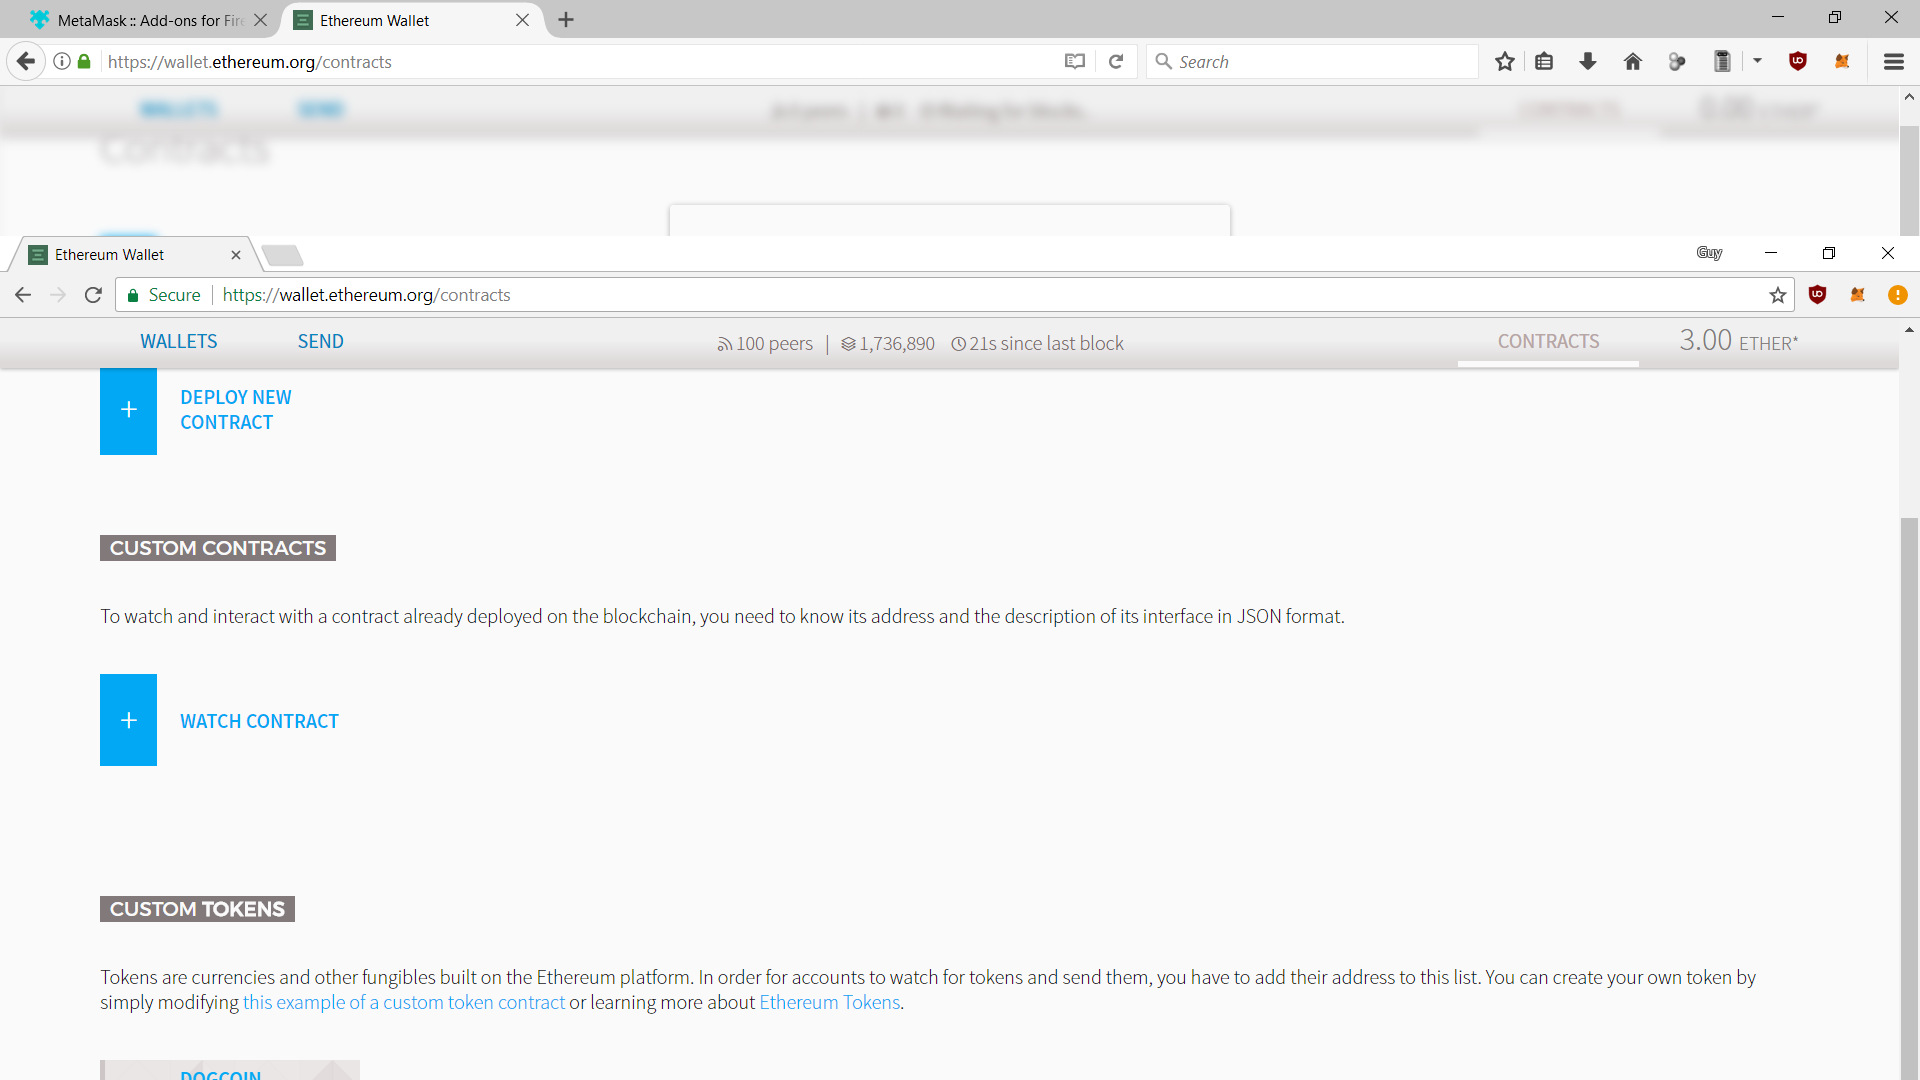 MetaMask :: Add-ons for Fire
Ethereum Wallet
https://wallet.ethereum.org/contracts
Search
WALLETS
SEND
CONTRACTS
0.00
Contracts
Ethereum Wallet
Guy
Secure
https://wallet.ethereum.org/contracts
WALLETS
SEND
100 peers | 1,736,890 21s since last block
CONTRACTS
3.00 ETHER*
DEPLOY NEW
CONTRACT
CUSTOM CONTRACTS
To watch and interact with a contract already deployed on the blockchain, you need to know its address and the description of its interface in JSON format.
WATCH CONTRACT
CUSTOM TOKENS
Tokens are currencies and other fungibles built on the Ethereum platform. In order for accounts to watch for tokens and send them, you have to add their address to this list. You can create your own token by
simply modifying this example of a custom token contract or learning more about Ethereum Tokens.
DOGCOIN